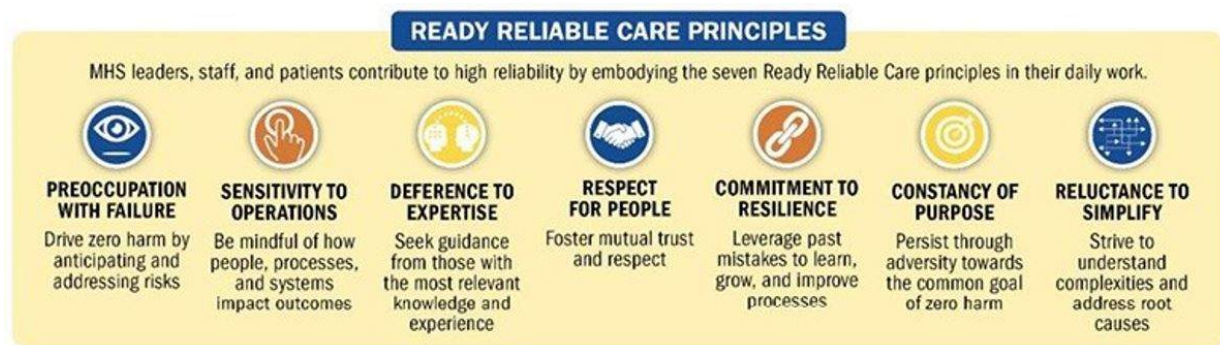 READY RELIABLE CARE PRINCIPLES
MHS leaders, staff, and patients contribute to high reliability by embodying the seven Ready Reliable Care principles in their daily work.
PREOCCUPATION
WITH FAILURE
Drive zero harm by
anticipating and
addressing risks
SENSITIVITY TO
OPERATIONS
Be mindful of how
people, processes,
and systems
impact outcomes
DEFERENCE TO
EXPERTISE
Seek guidance
from those with
the most relevant
knowledge and
experience
RESPECT
FOR PEOPLE
Foster mutual trust
and respect
COMMITMENT TO
RESILIENCE
Leverage past
mistakes to learn,
grow, and improve
processes
CONSTANCY OF
PURPOSE
Persist through
adversity towards
the common goal
of zero harm
RELUCTANCE TO
SIMPLIFY
Strive to
understand
complexities and
address root
causes